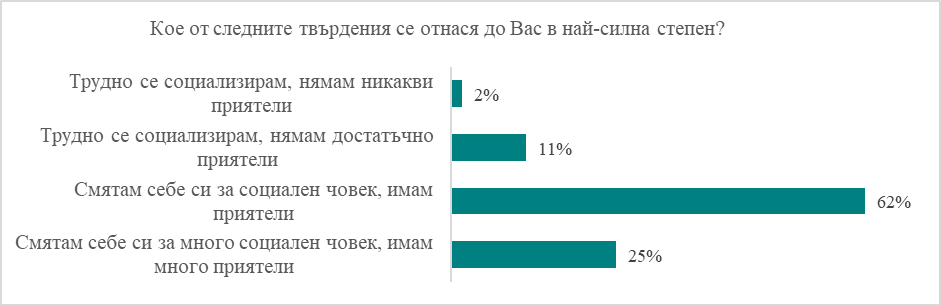 Кое от следните твърдения се отнася до Вас в най-силна степен?
Трудно се социализирам, нямам никакви
приятели
2%
Трудно се социализирам, нямам достатъчно
приятели
11%
Смятам себе си за социален човек, имам
приятели
62%
Смятам себе си за много социален човек, имам
много приятели
25%